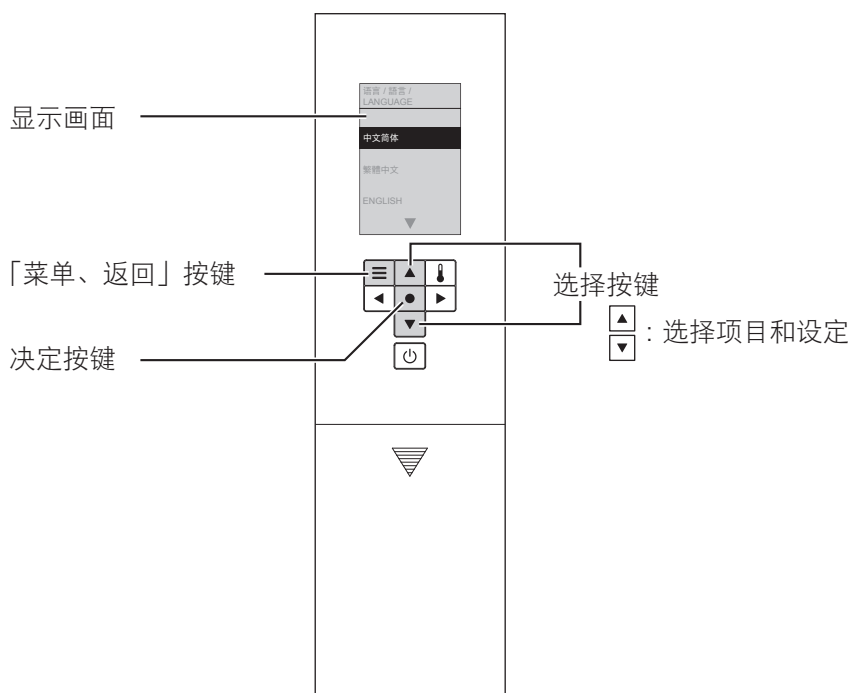 显示画面
语言 / 語言 /
LANGUAGE
中文简体
繁體中文
ENGLISH
「菜单、返回」按键
选择按键
：选择项目和设定
决定按键